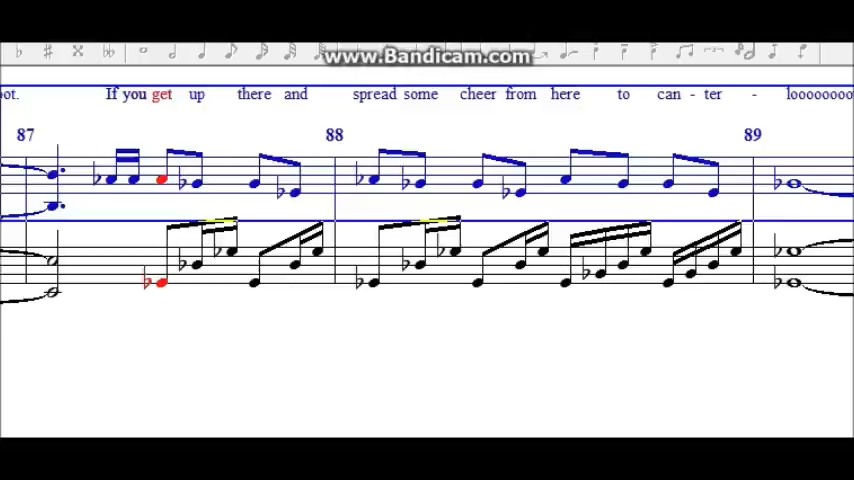 www.Bandicam.com
oot. If you get up there and spread some cheer from here to can - ter - looooooooo
87 88 89